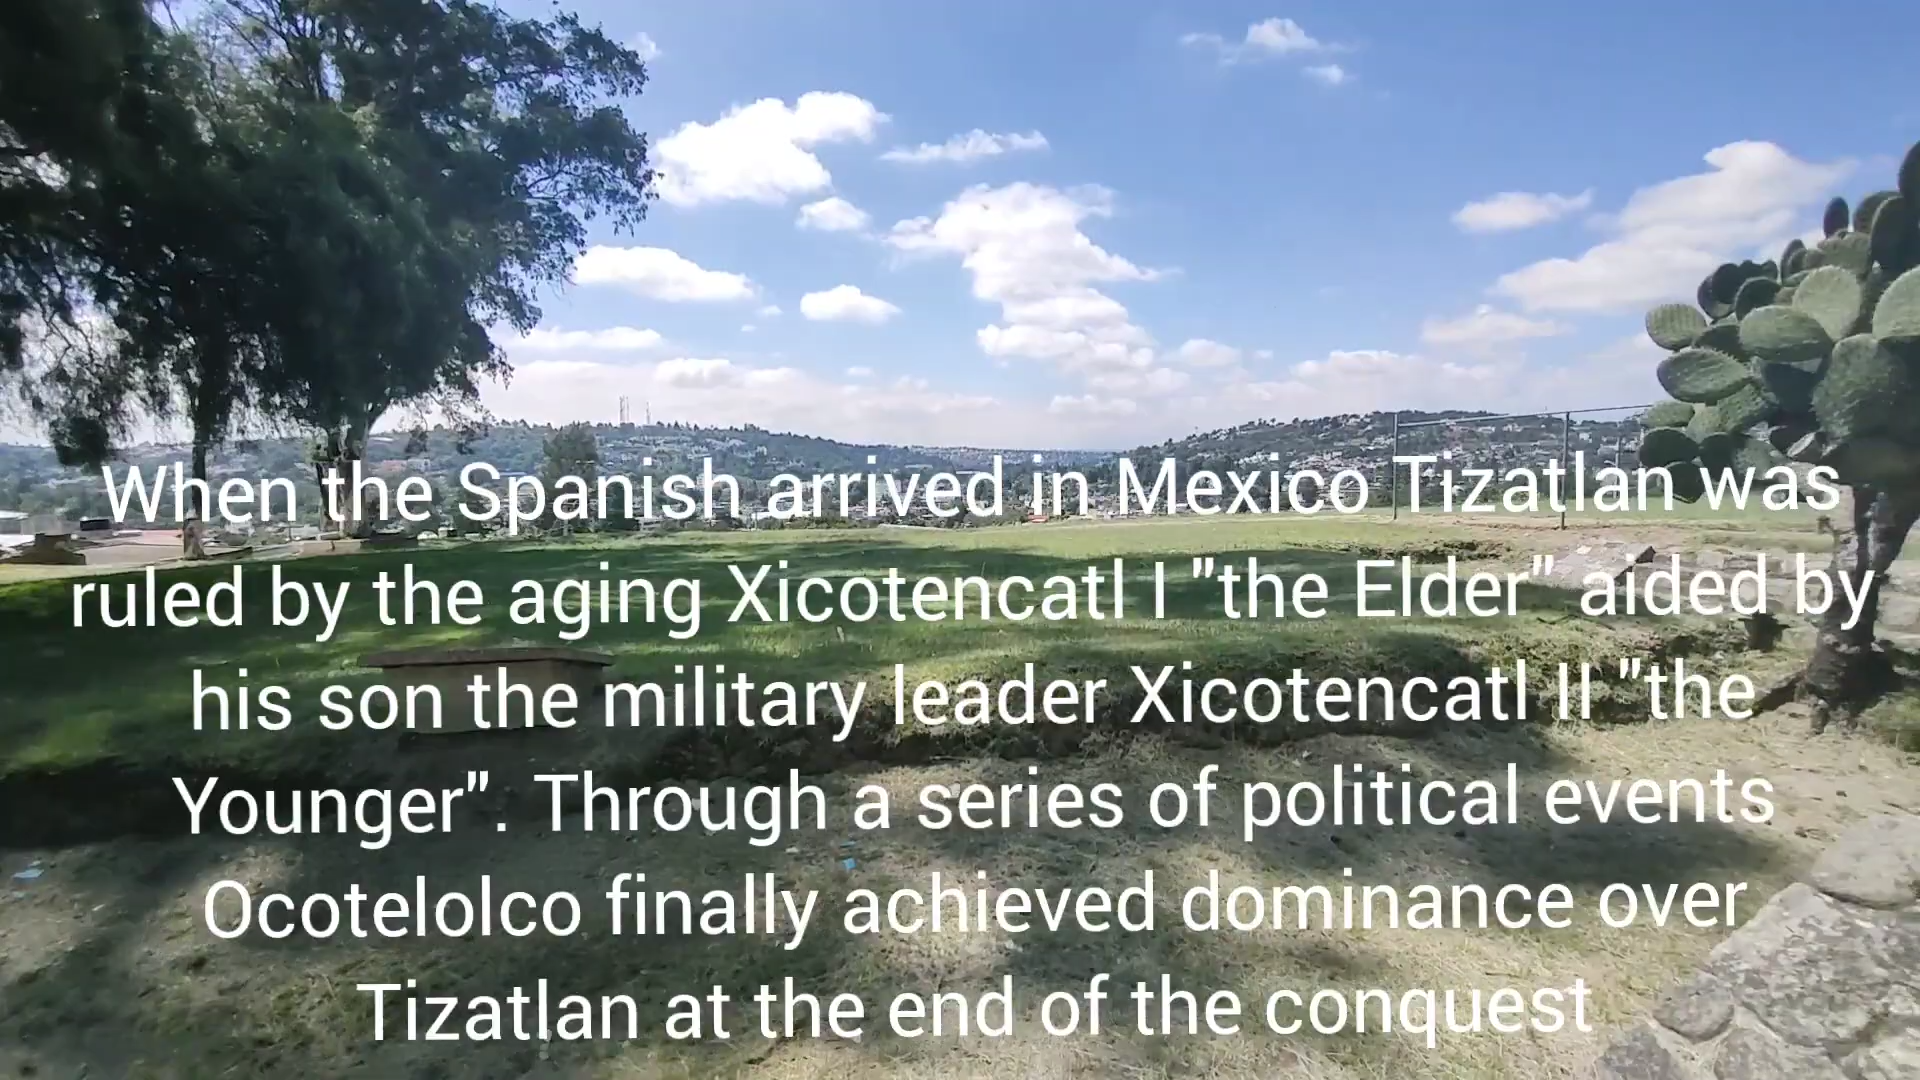 When the Spanish arrived in Mexico Tizatlan was
ruled by the aging Xicotencatl I "the Elder" aided by
his son the military leader Xicotencatl II "the
Younger". Through a series of political events
Ocotelolco finally achieved dominance over
Tizatlan at the end of the conquest